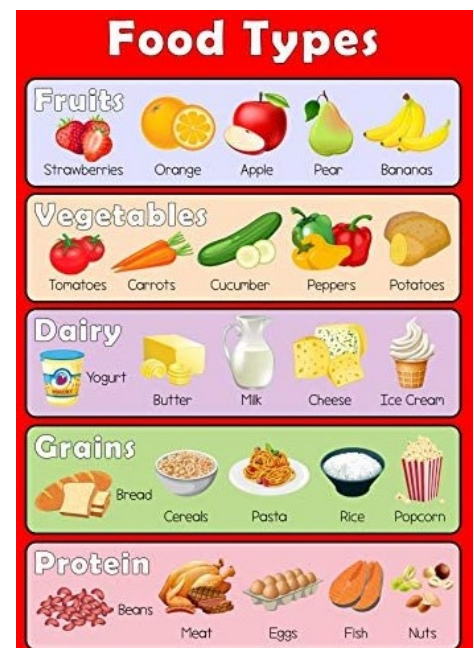 Food Types
Fruits
Strawberries Orange Apple Pear Bananas
Vegetables
Tomatoes Carrots Cucumber Peppers Potatoes
Dairy
Yogurt
Butter Milk Cheese Ice Cream
Grains
Bread
Cereals Pasta Rice Popcorn
Protein
Beans
Meat Eggs Fish Nuts